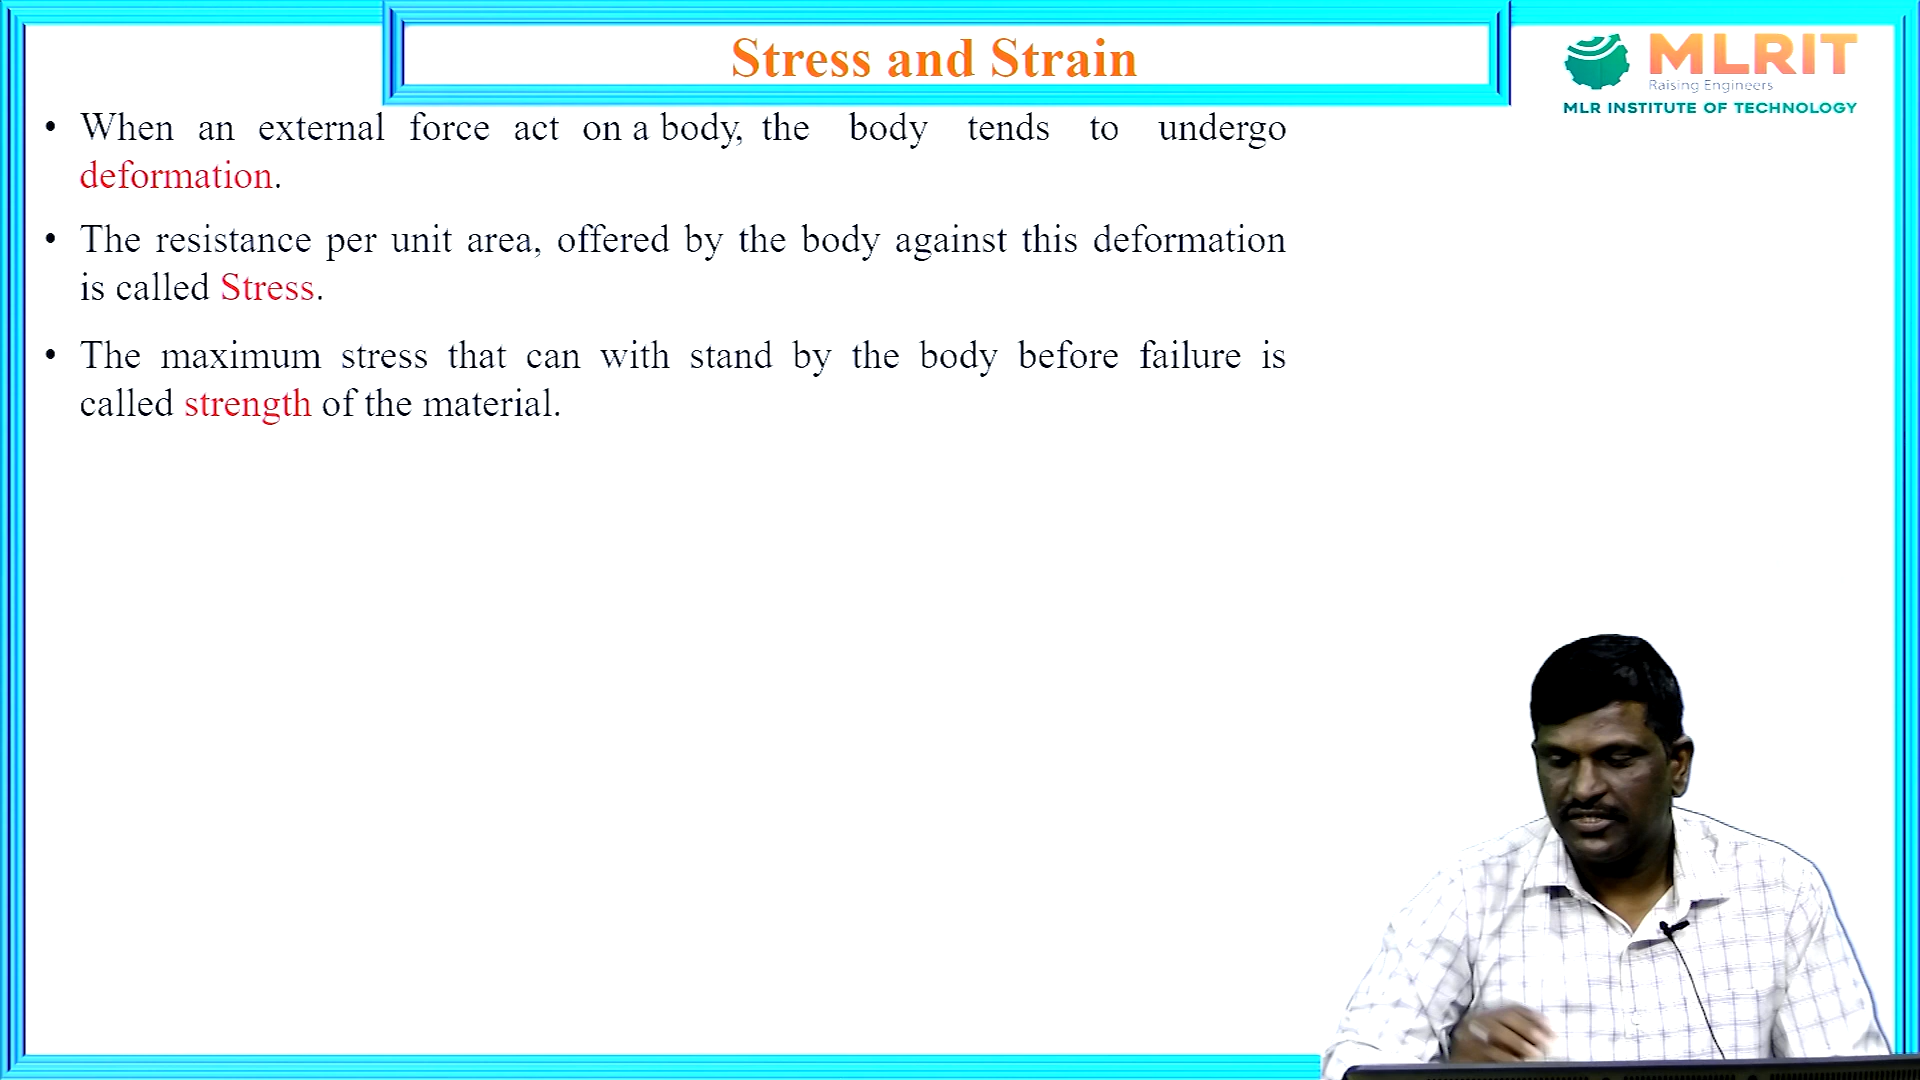 Stress and Strain
MLRIT
Raising Engineers
MLR INSTITUTE OF TECHNOLOGY
• When an external force act on a body, the body tends to undergo
deformation.
• The resistance per unit area, offered by the body against this deformation
is called Stress.
• The maximum stress that can with stand by the body before failure is
called strength of the material.